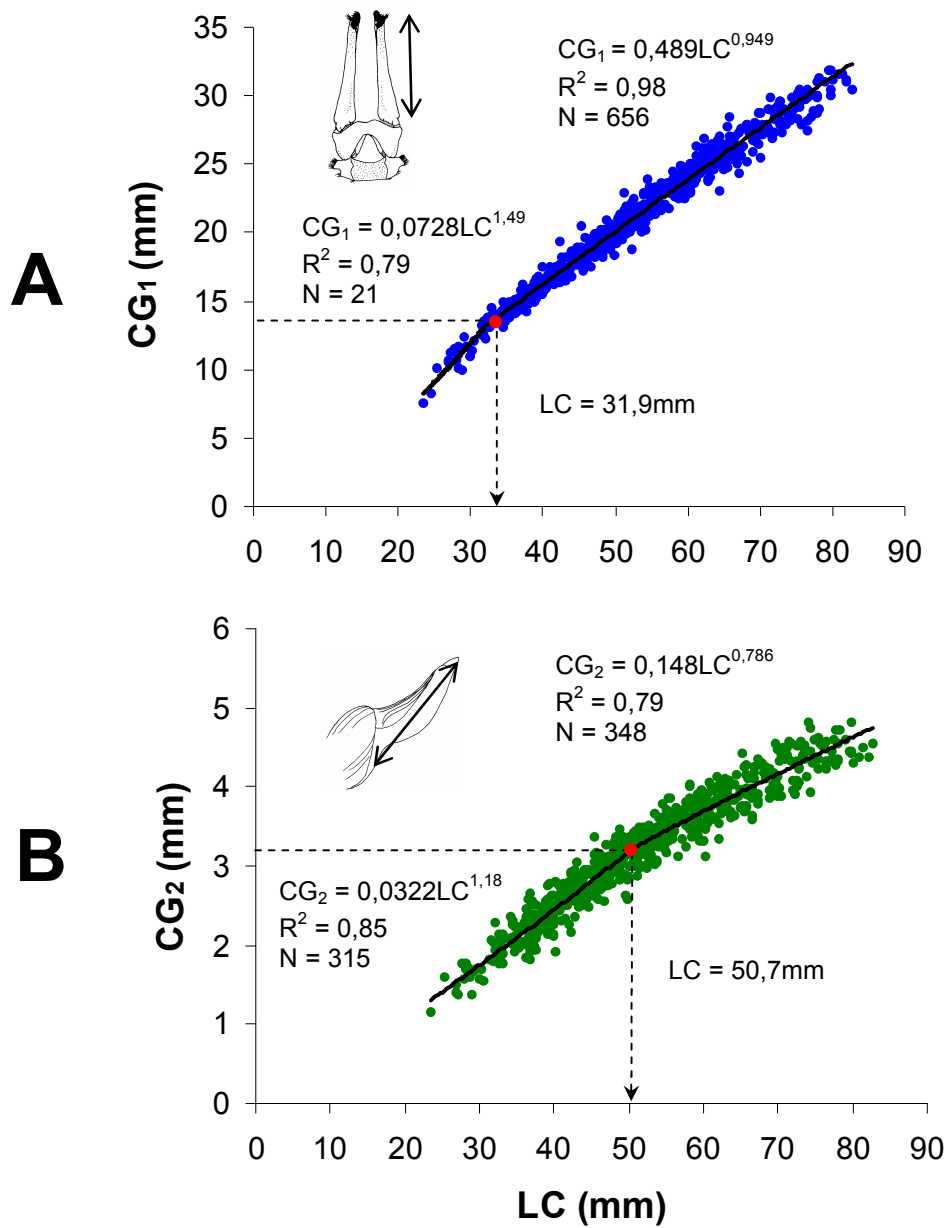 A
CG1 (mm)
35
30
25
20
15
10
5
0
CG1 = 0,489LC^0,949
R^2 = 0,98
N = 656
CG1 = 0,0728LC^1,49
R^2 = 0,79
N = 21
LC = 31,9mm
0 10 20 30 40 50 60 70 80 90
B
CG2 (mm)
6
5
4
3
2
1
0
CG2 = 0,148LC^0,786
R^2 = 0,79
N = 348
CG2 = 0,0322LC^1,18
R^2 = 0,85
N = 315
LC = 50,7mm
0 10 20 30 40 50 60 70 80 90
LC (mm)